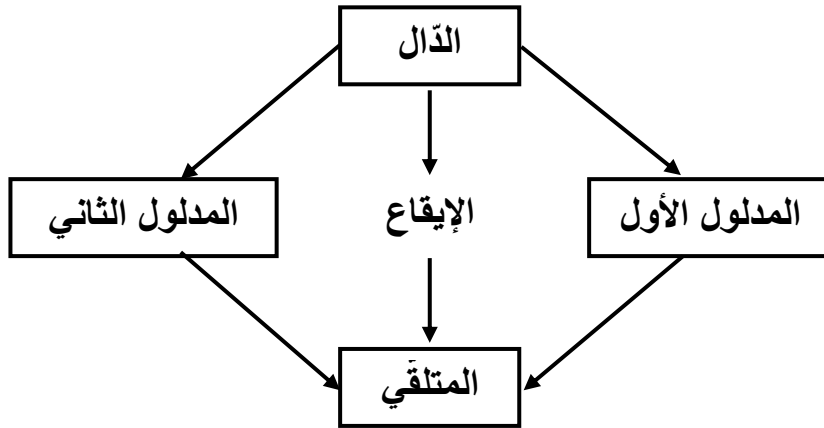 الدّال
المدلول الأول
الإيقاع
المدلول الثاني
المتلقّي